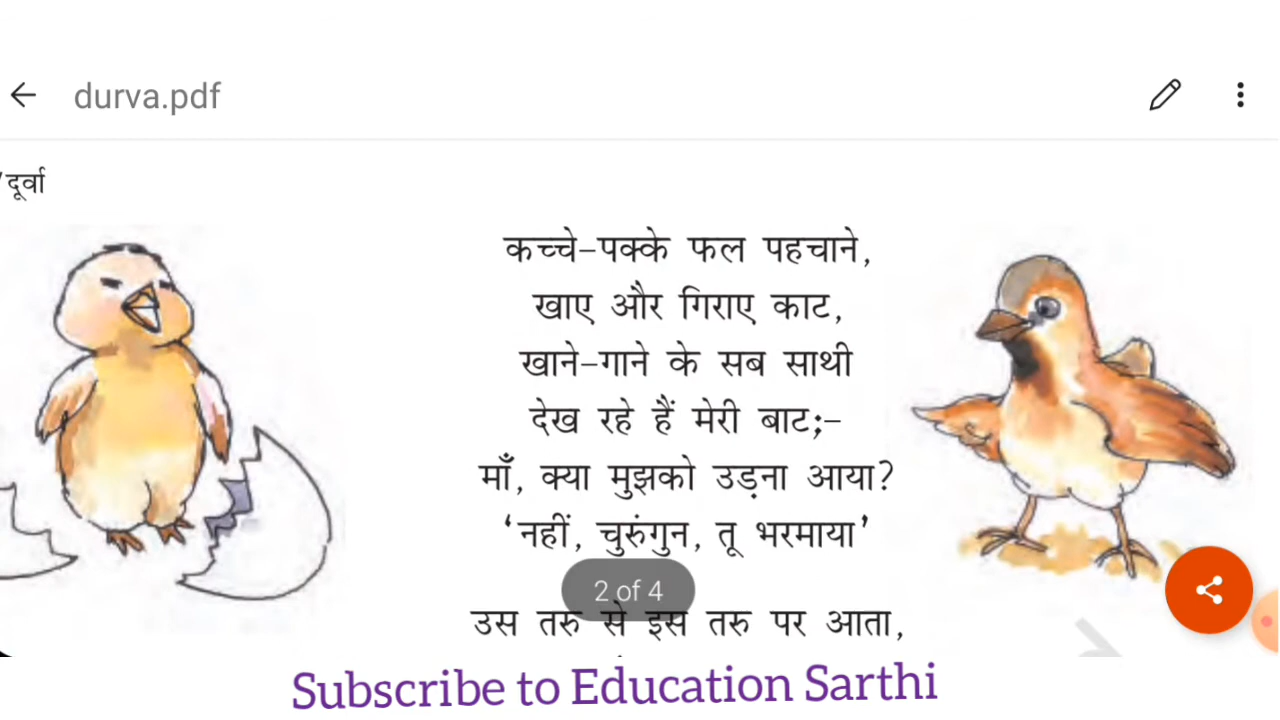 durva.pdf
दूर्वा
कच्चे-पक्के फल पहचाने,
खाए और गिराए काट,
खाने-गाने के सब साथी
देख रहे हैं मेरी बाट;-
माँ, क्या मुझको उड़ना आया?
‘नहीं, चुरुंगुन, तू भरमाया’
2 of 4
उस तरु से इस तरु पर आता,
Subscribe to Education Sarthi